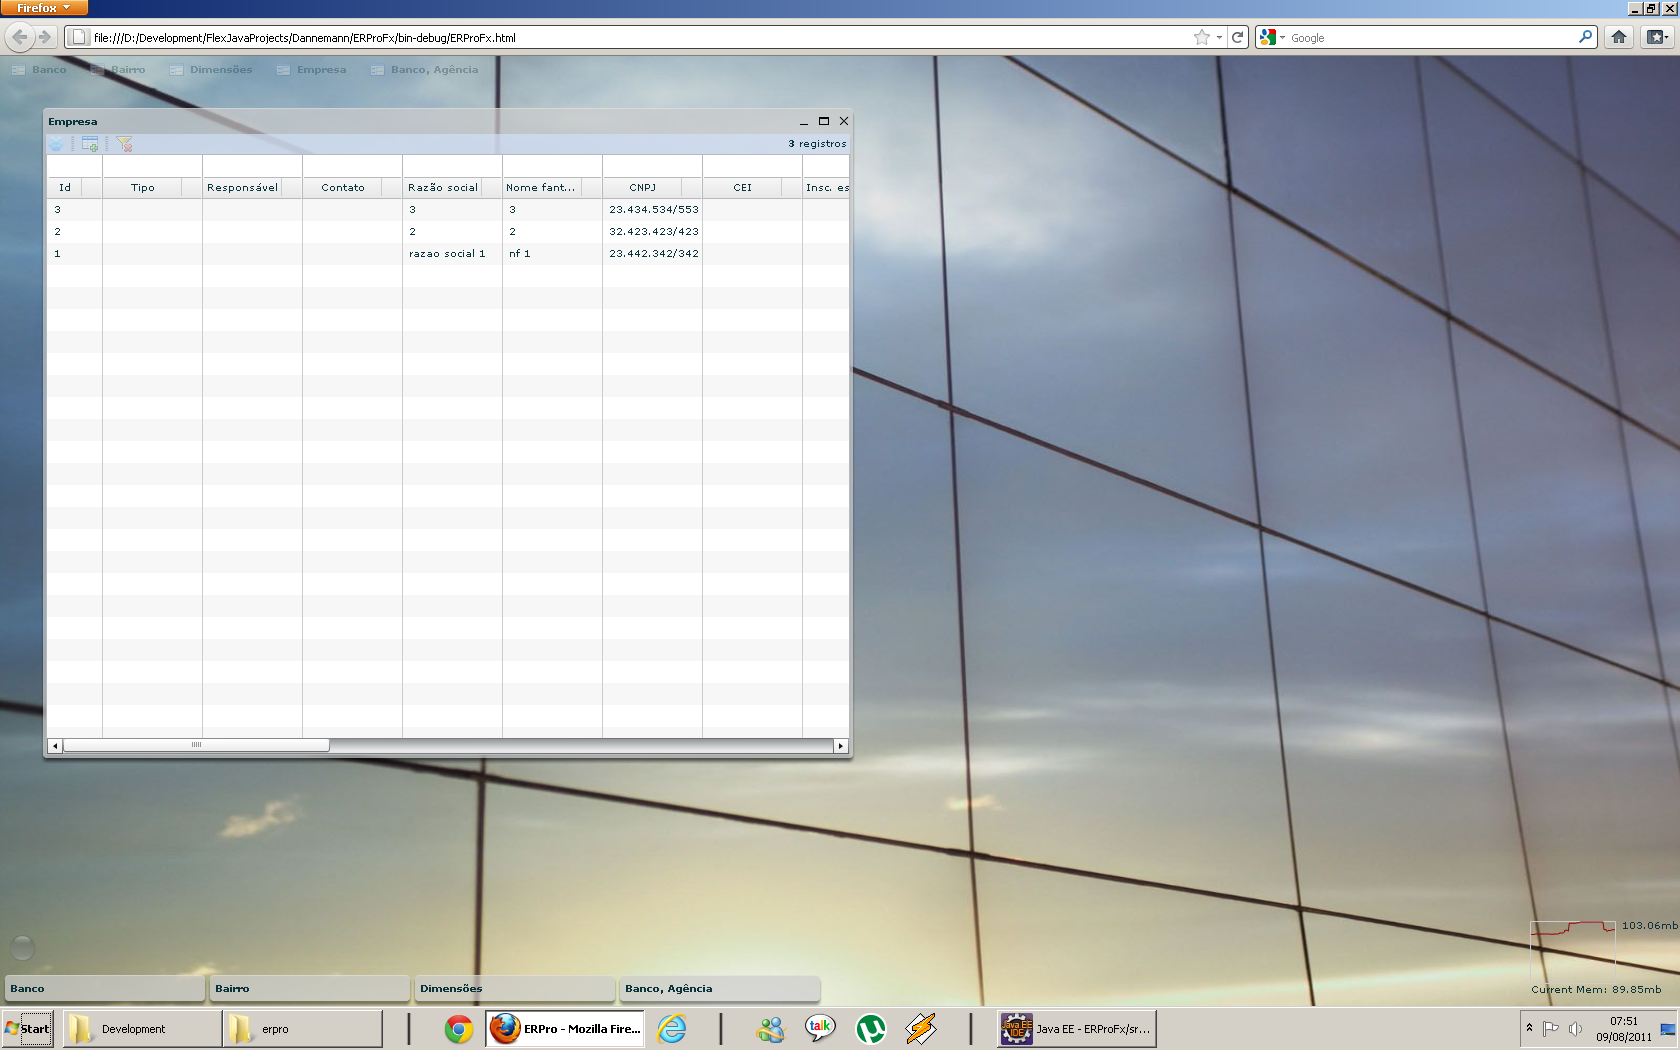 Firefox
file:///D:/Development/FlexJavaProjects/Dannemann/ERProFx/bin-debug/ERProFx.html
Google
Banco Bairro Dimensões Empresa Banco, Agência
Empresa
3 registros
Id Tipo Responsável Contato Razão social Nome fant... CNPJ CEI Insc. es
3 3 3 23.434.534/553
2 2 2 32.423.423/423
1 razao social 1 nf 1 23.442.342/342
103.06mb
Current Mem: 89.85mb
Banco Bairro Dimensões Banco, Agência
Start Development erpro ERPro - Mozilla Fire... talk Java EE IDE Java EE - ERProFx/sr... 07:51
09/08/2011